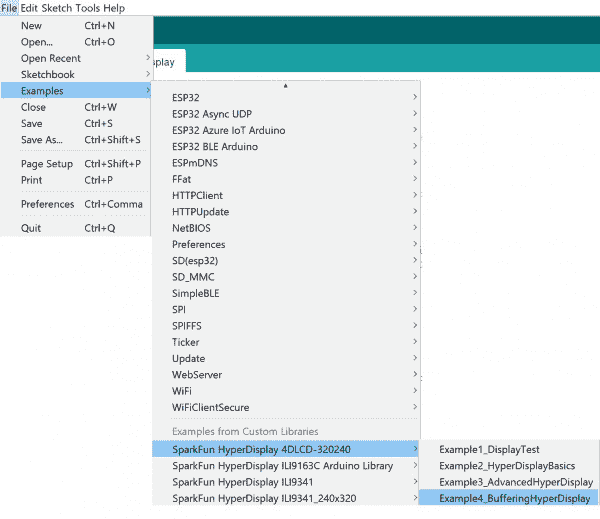 File Edit Sketch Tools Help
New Ctrl+N
Open... Ctrl+O
Open Recent
Sketchbook
Examples
Close Ctrl+W
Save Ctrl+S
Save As... Ctrl+Shift+S
Page Setup Ctrl+Shift+P
Print Ctrl+P
Preferences Ctrl+Comma
Quit Ctrl+Q
splay
ESP32
ESP32 Async UDP
ESP32 Azure IoT Arduino
ESP32 BLE Arduino
ESPmDNS
FFat
HTTPClient
HTTPUpdate
NetBIOS
Preferences
SD(esp32)
SD_MMC
SimpleBLE
SPI
SPIFFS
Ticker
Update
WebServer
WiFi
WiFiClientSecure
Examples from Custom Libraries
SparkFun HyperDisplay 4DLCD-320240
SparkFun HyperDisplay ILI9163C Arduino Library
SparkFun HyperDisplay ILI9341
SparkFun HyperDisplay ILI9341_240x320
Example1_DisplayTest
Example2_HyperDisplayBasics
Example3_AdvancedHyperDisplay
Example4_BufferingHyperDisplay